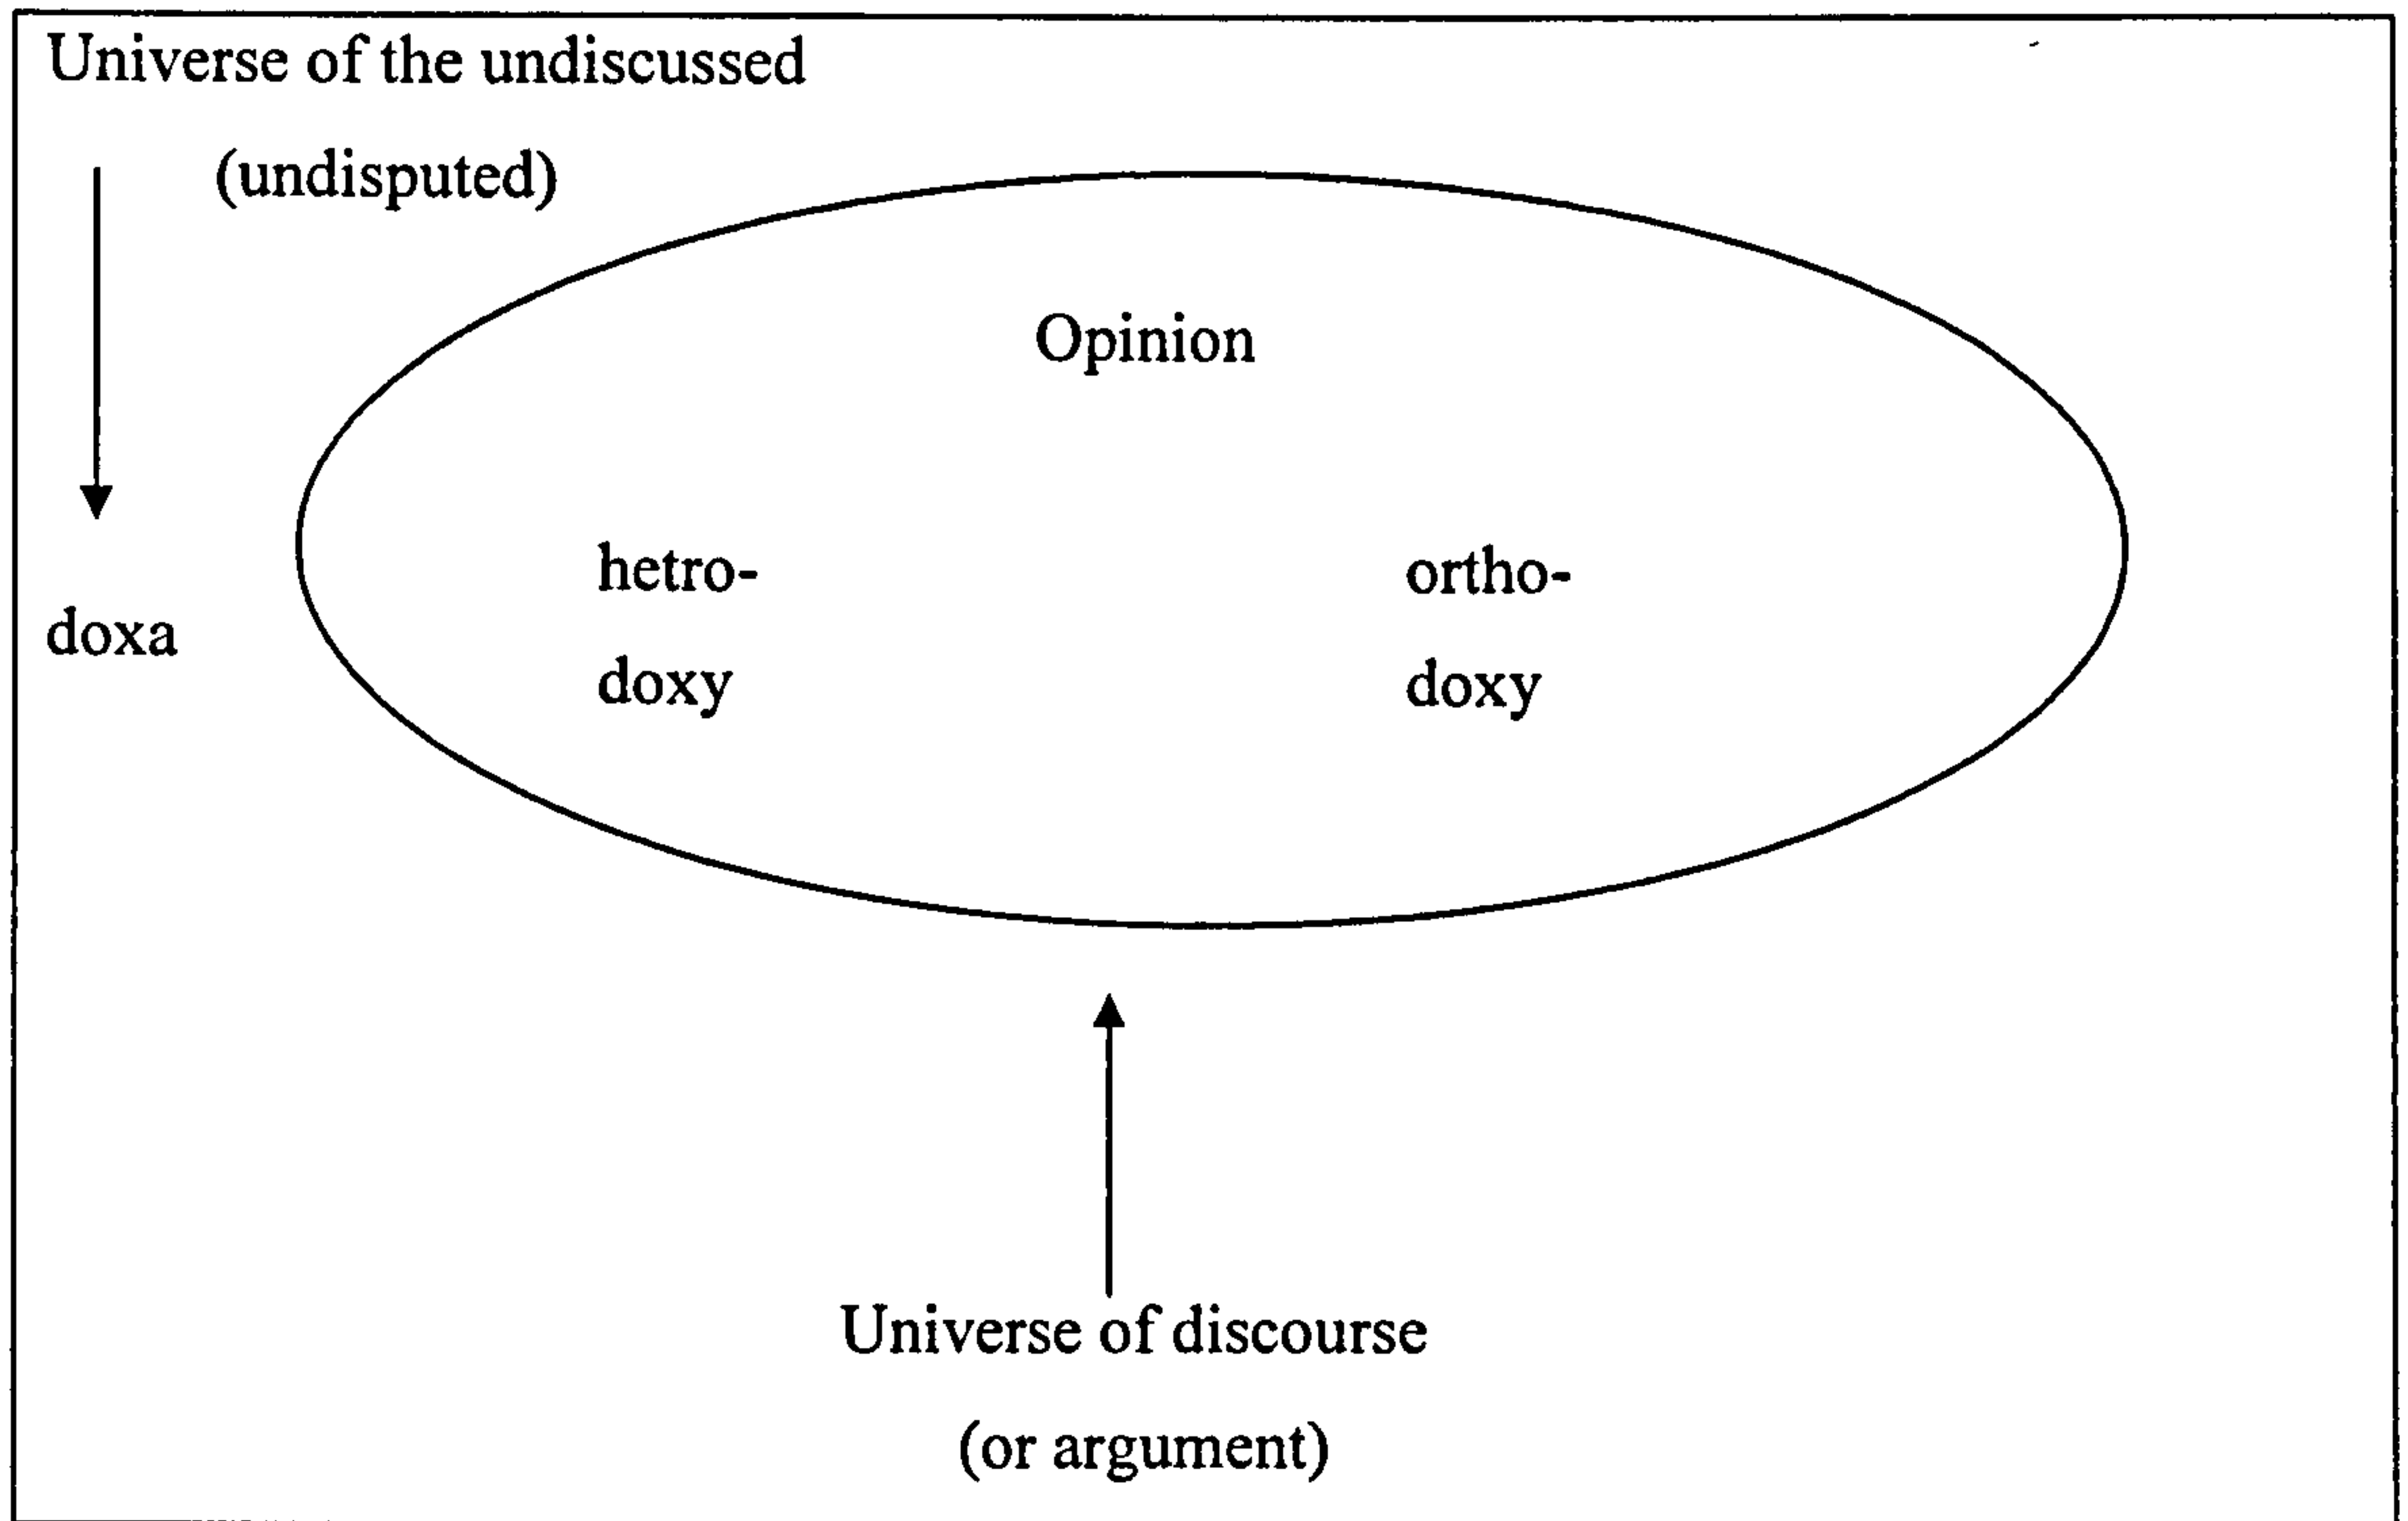 Universe of the undiscussed
(undisputed)
Opinion
hetro-
doxy
ortho-
doxy
doxa
Universe of discourse
(or argument)